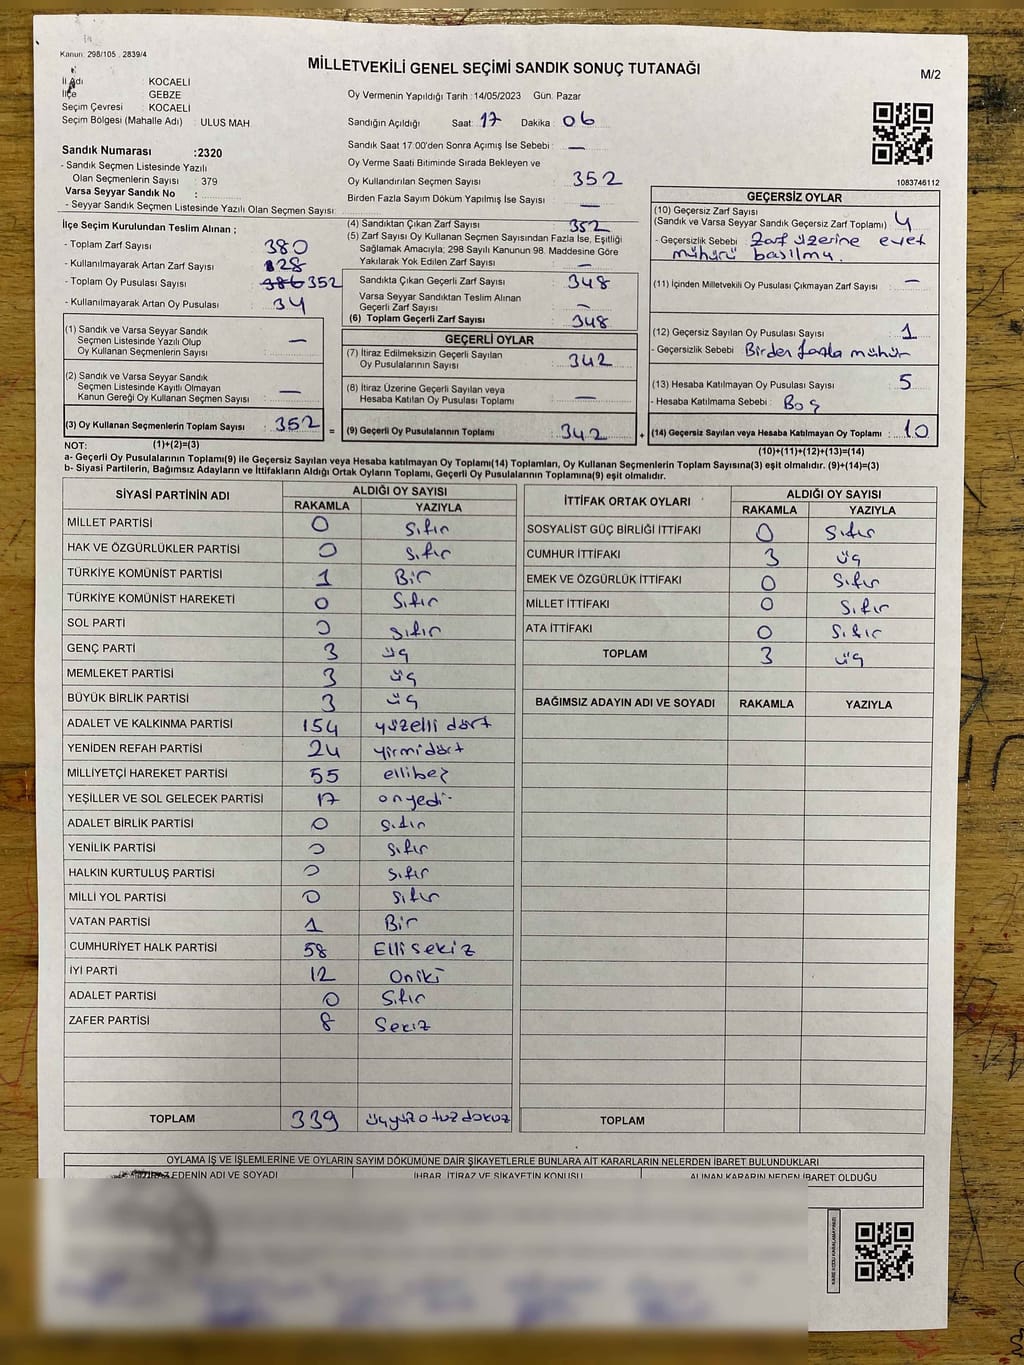 Kanun: 298/105 . 2839/4
MİLLETVEKİLİ GENEL SEÇİMİ SANDIK SONUÇ TUTANAĞI
M/2
İl Adı KOCAELİ
İlçe GEBZE
Seçim Çevresi : KOCAELİ
Seçim Bölgesi (Mahalle Adı) : ULUS MAH
Oy Vermenin Yapıldığı Tarih : 14/05/2023 Gün: Pazar
Sandığın Açıldığı Saat: 17 Dakika : 06
Sandık Saat 17:00'den Sonra Açımış İse Sebebi : —
Oy Verme Saati Bitiminde Sırada Bekleyen ve
Oy Kullandırılan Seçmen Sayısı 352
Birden Fazla Sayım Döküm Yapılmış İse Sayısı —
Sandık Numarası :2320
- Sandık Seçmen Listesinde Yazılı
Olan Seçmenlerin Sayısı : 379
Varsa Seyyar Sandık No :
- Seyyar Sandık Seçmen Listesinde Yazılı Olan Seçmen Sayısı:
1083746112
İlçe Seçim Kurulundan Teslim Alınan ;
- Toplam Zarf Sayısı 380
- Kullanılmayarak Artan Zarf Sayısı 28
- Toplam Oy Pusulası Sayısı : 386 352
- Kullanılmayarak Artan Oy Pusulası : 34
(1) Sandık ve Varsa Seyyar Sandık
Seçmen Listesinde Yazılı Olup
Oy Kullanan Seçmenlerin Sayısı : —
(2) Sandık ve Varsa Seyyar Sandık
Seçmen Listesinde Kayıtlı Olmayan
Kanun Gereği Oy Kullanan Seçmen Sayısı : —
(3) Oy Kullanan Seçmenlerin Toplam Sayısı : 352 =
(4) Sandıktan Çıkan Zarf Sayısı : 352
(5) Zarf Sayısı Oy Kullanan Seçmen Sayısından Fazla İse, Eşitliği
Sağlamak Amacıyla: 298 Sayılı Kanunun 98. Maddesine Göre
Yakılarak Yok Edilen Zarf Sayısı : —
Sandıkta Çıkan Geçerli Zarf Sayısı : 348
Varsa Seyyar Sandıktan Teslim Alınan
Geçerli Zarf Sayısı : —
(6) Toplam Geçerli Zarf Sayısı : 348
GEÇERLİ OYLAR
(7) İtiraz Edilmeksizin Geçerli Sayılan
Oy Pusulalarının Sayısı : 342
(8) İtiraz Üzerine Geçerli Sayılan veya
Hesaba Katılan Oy Pusulası Toplamı : —
(9) Geçerli Oy Pusulalarının Toplamı : 342 +
GEÇERSİZ OYLAR
(10) Geçersiz Zarf Sayısı
(Sandık ve Varsa Seyyar Sandık Geçersiz Zarf Toplamı) : 4
- Geçersizlik Sebebi : Zarf üzerine evet
mühürü basılmış.
(11) İçinden Milletvekili Oy Pusulası Çıkmayan Zarf Sayısı : —
(12) Geçersiz Sayılan Oy Pusulası Sayısı : 1
- Geçersizlik Sebebi : Birden fazla mühür
(13) Hesaba Katılmayan Oy Pusulası Sayısı : 5
- Hesaba Katılmama Sebebi : Boş
(14) Geçersiz Sayılan veya Hesaba Katılmayan Oy Toplamı : 10
NOT: (1)+(2)=(3)
(10)+(11)+(12)+(13)=(14)
a- Geçerli Oy Pusulalarının Toplamı(9) ile Geçersiz Sayılan veya Hesaba katılmayan Oy Toplamı(14) Toplamları, Oy Kullanan Seçmenlerin Toplam Sayısına(3) eşit olmalıdır. (9)+(14)=(3)
b- Siyasi Partilerin, Bağımsız Adayların ve İttifakların Aldığı Ortak Oyların Toplamı, Geçerli Oy Pusulalarının Toplamına(9) eşit olmalıdır.
SİYASİ PARTİNİN ADI ALDIĞI OY SAYISI
RAKAMLA YAZIYLA
MİLLET PARTİSİ 0 Sıfır
HAK VE ÖZGÜRLÜKLER PARTİSİ 0 Sıfır
TÜRKİYE KOMÜNİST PARTİSİ 1 Bir
TÜRKİYE KOMÜNİST HAREKETİ 0 Sıfır
SOL PARTİ 0 Sıfır
GENÇ PARTİ 3 üç
MEMLEKET PARTİSİ 3 üç
BÜYÜK BİRLİK PARTİSİ 3 üç
ADALET VE KALKINMA PARTİSİ 154 yüzelli dört
YENİDEN REFAH PARTİSİ 24 yirmidört
MİLLİYETÇİ HAREKET PARTİSİ 55 ellibeş
YEŞİLLER VE SOL GELECEK PARTİSİ 17 onyedi
ADALET BİRLİK PARTİSİ 0 Sıfır
YENİLİK PARTİSİ 0 Sıfır
HALKIN KURTULUŞ PARTİSİ 0 Sıfır
MİLLİ YOL PARTİSİ 0 Sıfır
VATAN PARTİSİ 1 Bir
CUMHURİYET HALK PARTİSİ 58 Elli sekiz
İYİ PARTİ 12 Oniki
ADALET PARTİSİ 0 Sıfır
ZAFER PARTİSİ 8 Sekiz
TOPLAM 339 üçyüzotuzdokuz
İTTİFAK ORTAK OYLARI ALDIĞI OY SAYISI
RAKAMLA YAZIYLA
SOSYALİST GÜÇ BİRLİĞİ İTTİFAKI 0 Sıfır
CUMHUR İTTİFAKI 3 üç
EMEK VE ÖZGÜRLÜK İTTİFAKI 0 Sıfır
MİLLET İTTİFAKI 0 Sıfır
ATA İTTİFAKI 0 Sıfır
TOPLAM 3 üç
BAĞIMSIZ ADAYIN ADI VE SOYADI RAKAMLA YAZIYLA
TOPLAM
OYLAMA İŞ VE İŞLEMLERİNE VE OYLARIN SAYIM DÖKÜMÜNE DAİR ŞİKAYETLERLE BUNLARA AİT KARARLARIN NELERDEN İBARET BULUNDUKLARI
EDENİN ADI VE SOYADI İHBAR, İTİRAZ VE ŞİKAYETİN KONUSU ALINAN KARARIN NEDEN İBARET OLDUĞU